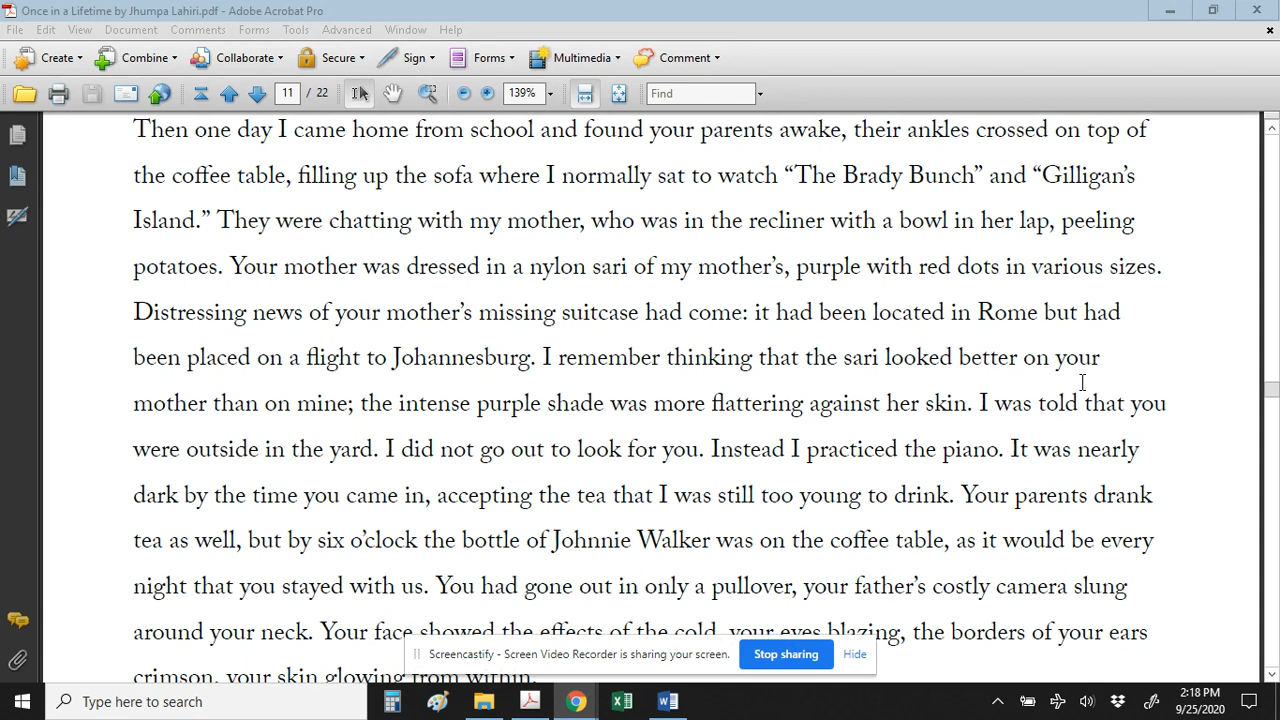 Once in a Lifetime by Jhumpa Lahiri.pdf - Adobe Acrobat Pro
File Edit View Document Comments Forms Tools Advanced Window Help
Create Combine Collaborate Secure Sign Forms Multimedia Comment
11 / 22 139% Find
Then one day I came home from school and found your parents awake, their ankles crossed on top of
the coffee table, filling up the sofa where I normally sat to watch “The Brady Bunch” and “Gilligan’s
Island.” They were chatting with my mother, who was in the recliner with a bowl in her lap, peeling
potatoes. Your mother was dressed in a nylon sari of my mother’s, purple with red dots in various sizes.
Distressing news of your mother’s missing suitcase had come: it had been located in Rome but had
been placed on a flight to Johannesburg. I remember thinking that the sari looked better on your
mother than on mine; the intense purple shade was more flattering against her skin. I was told that you
were outside in the yard. I did not go out to look for you. Instead I practiced the piano. It was nearly
dark by the time you came in, accepting the tea that I was still too young to drink. Your parents drank
tea as well, but by six o’clock the bottle of Johnnie Walker was on the coffee table, as it would be every
night that you stayed with us. You had gone out in only a pullover, your father’s costly camera slung
around your neck. Your face showed the effects of the cold, your eyes blazing, the borders of your ears
crimson, your skin glowing from within.
Screencastify - Screen Video Recorder is sharing your screen. Stop sharing Hide
Type here to search
2:18 PM
9/25/2020